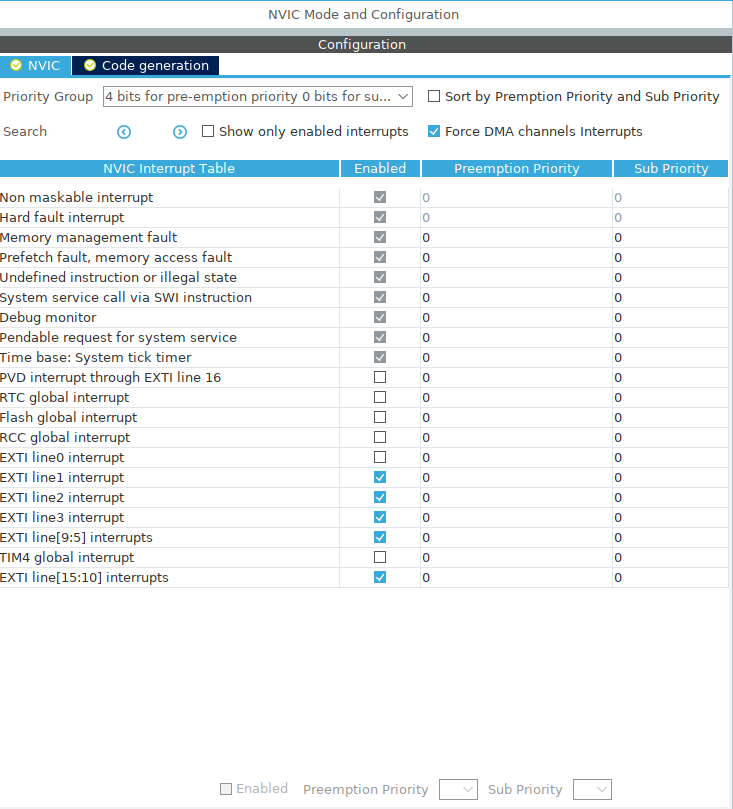 NVIC Mode and Configuration
Configuration
NVIC Code generation
Priority Group 4 bits for pre-emption priority 0 bits for su... Sort by Premption Priority and Sub Priority
Search Show only enabled interrupts Force DMA channels Interrupts
NVIC Interrupt Table Enabled Preemption Priority Sub Priority
Non maskable interrupt 0 0
Hard fault interrupt 0 0
Memory management fault 0 0
Prefetch fault, memory access fault 0 0
Undefined instruction or illegal state 0 0
System service call via SWI instruction 0 0
Debug monitor 0 0
Pendable request for system service 0 0
Time base: System tick timer 0 0
PVD interrupt through EXTI line 16 0 0
RTC global interrupt 0 0
Flash global interrupt 0 0
RCC global interrupt 0 0
EXTI line0 interrupt 0 0
EXTI line1 interrupt 0 0
EXTI line2 interrupt 0 0
EXTI line3 interrupt 0 0
EXTI line[9:5] interrupts 0 0
TIM4 global interrupt 0 0
EXTI line[15:10] interrupts 0 0
Enabled Preemption Priority Sub Priority